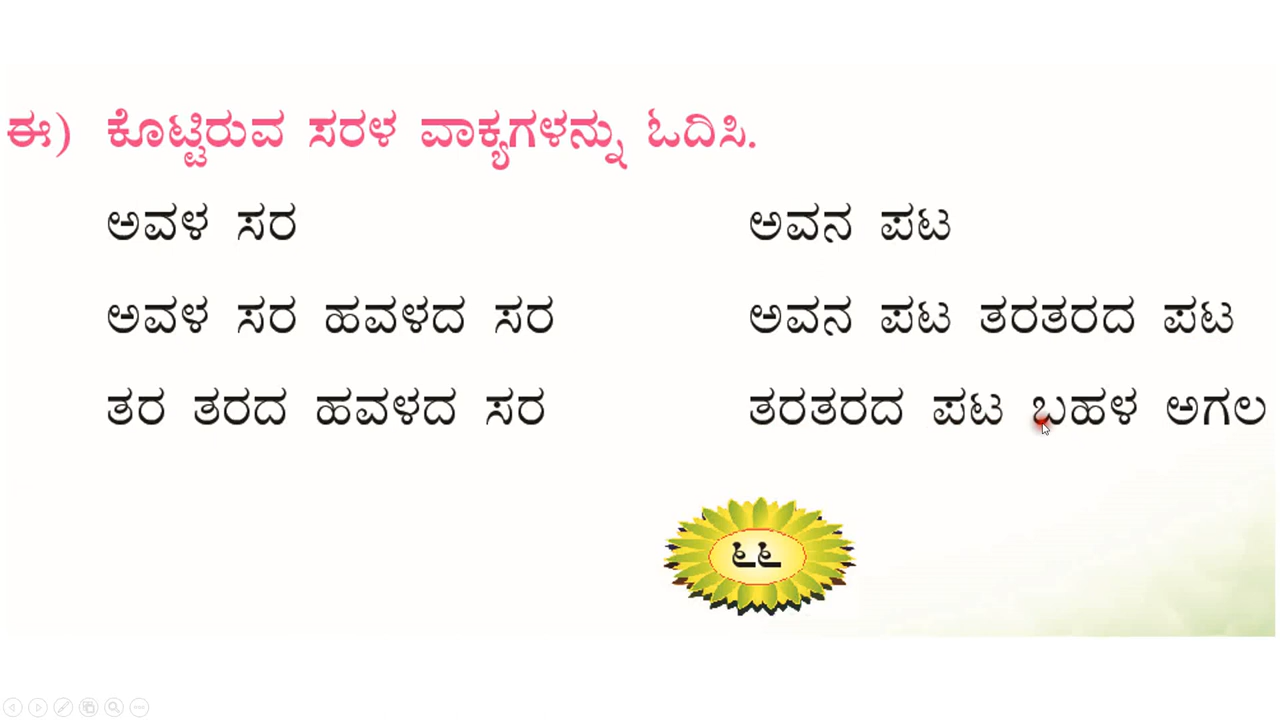 ಈ) ಕೊಟ್ಟಿರುವ ಸರಳ ವಾಕ್ಯಗಳನ್ನು ಓದಿಸಿ.
ಅವಳ ಸರ
ಅವಳ ಸರ ಹವಳದ ಸರ
ತರ ತರದ ಹವಳದ ಸರ
ಅವನ ಪಟ
ಅವನ ಪಟ ತರತರದ ಪಟ
ತರತರದ ಪಟ ಬಹಳ ಅಗಲ
೬೬